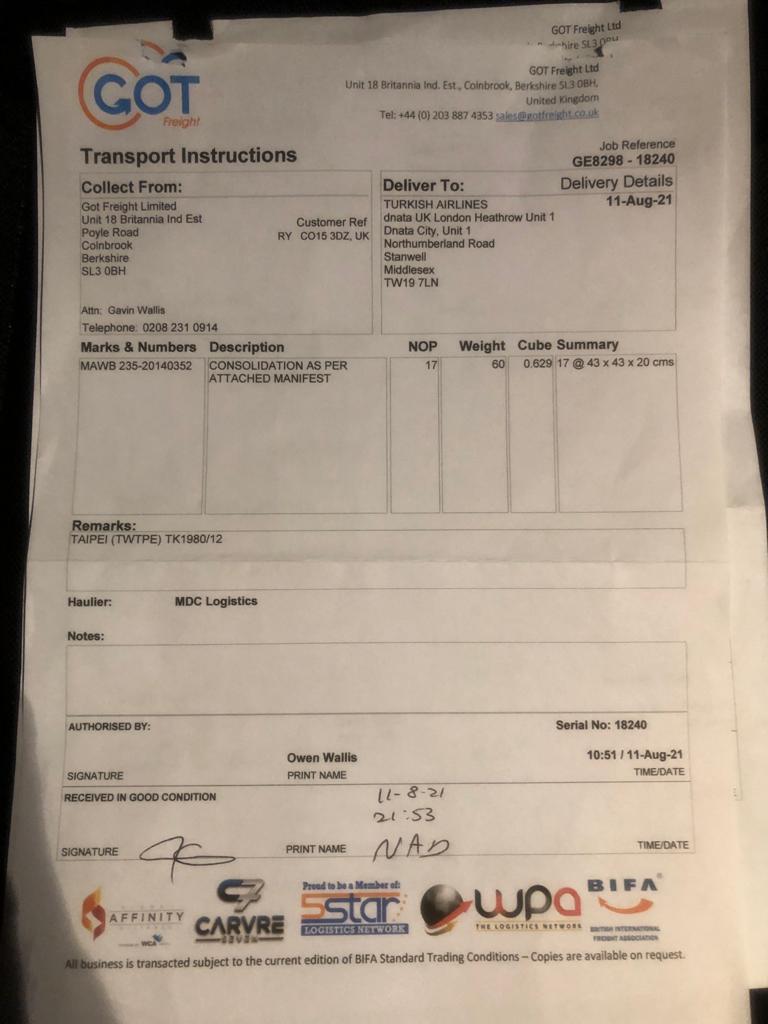 GOT Freight Ltd
GOT Freight Ltd
Unit 18 Britannia Ind. Est., Colnbrook, Berkshire SL3 0BH,
United Kingdom
Tel: +44 (0) 203 887 4353 sales@gotfreight.co.uk
GOT
Freight
Transport Instructions
Job Reference
GE8298 - 18240
Collect From:
Got Freight Limited
Unit 18 Britannia Ind Est
Poyle Road
Colnbrook
Berkshire
SL3 0BH
Customer Ref
RY CO15 3DZ, UK
Attn: Gavin Wallis
Telephone: 0208 231 0914
Deliver To:
Delivery Details
11-Aug-21
TURKISH AIRLINES
dnata UK London Heathrow Unit 1
Dnata City, Unit 1
Northumberland Road
Stanwell
Middlesex
TW19 7LN
Marks & Numbers Description NOP Weight Cube Summary
MAWB 235-20140352 CONSOLIDATION AS PER 17 60 0.629 17 @ 43 x 43 x 20 cms
ATTACHED MANIFEST
Remarks:
TAIPEI (TWTPE) TK1980/12
Haulier: MDC Logistics
Notes:
AUTHORISED BY: Serial No: 18240
Owen Wallis 10:51 / 11-Aug-21
SIGNATURE PRINT NAME TIME/DATE
RECEIVED IN GOOD CONDITION 11-8-21
21:53
SIGNATURE PRINT NAME NAD TIME/DATE
AFFINITY
WCA
C7
CARVRE
SEVEN
Proud to be a Member of:
5star
LOGISTICS NETWORK
wpa
THE LOGISTICS NETWORK
BIFA
BRITISH INTERNATIONAL
FREIGHT ASSOCIATION
All business is transacted subject to the current edition of BIFA Standard Trading Conditions – Copies are available on request.